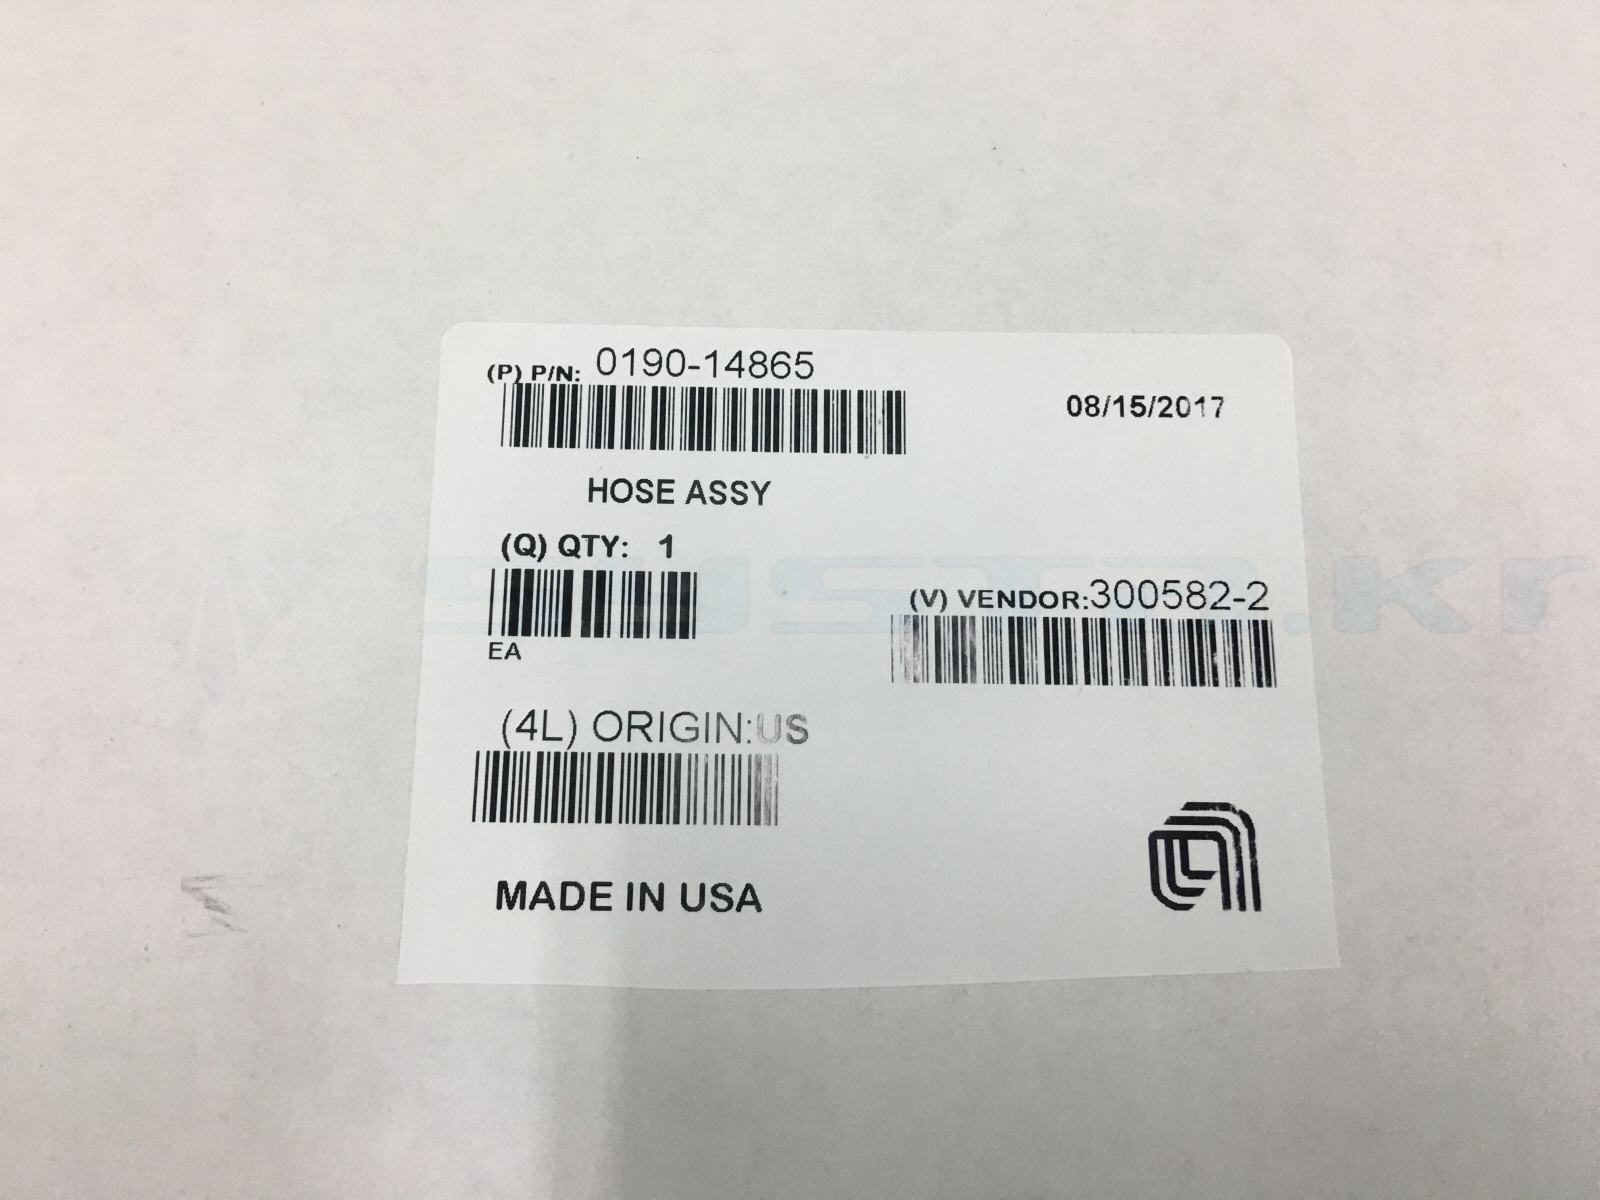 (P) P/N: 0190-14865
08/15/2017
HOSE ASSY
(Q) QTY: 1
EA
(V) VENDOR:300582-2
(4L) ORIGIN:US
MADE IN USA